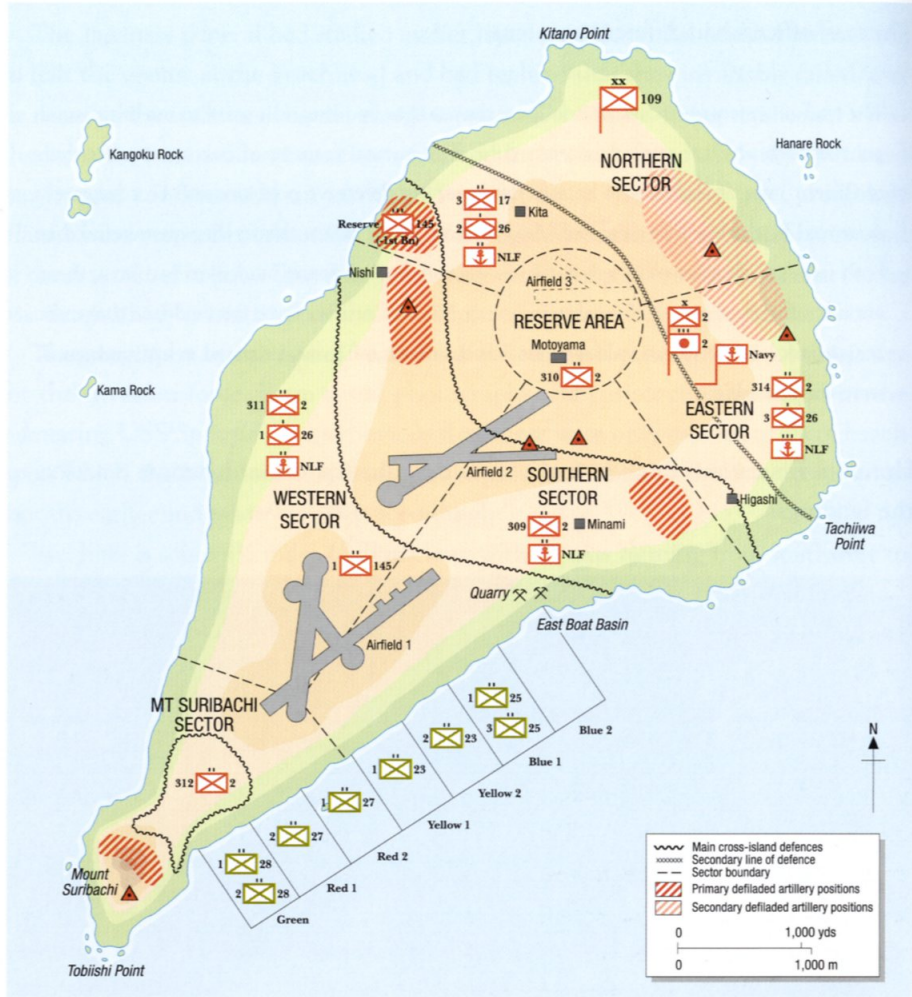 Kitano Point
xx
109
Hanare Rock
Kangoku Rock
NORTHERN
SECTOR
3 17
Kita
2 26
NLF
Reserve 145
(-1st Bn)
Nishi
Airfield 3
RESERVE AREA
Motoyama
310 2
x
2
2
Navy
314 2
3 26
NLF
EASTERN
SECTOR
Kama Rock
311 2
1 26
NLF
WESTERN
SECTOR
Airfield 2
SOUTHERN
SECTOR
309 2
Minami
NLF
Higashi
Tachiiwa
Point
1 145
Quarry
East Boat Basin
Airfield 1
MT SURIBACHI
SECTOR
312 2
Mount
Suribachi
Tobiishi Point
1 25
3 25
Blue 2
2 23
Blue 1
1 23
Yellow 2
1 27
Yellow 1
2 27
Red 2
1 28
Red 1
2 28
Green
N
Main cross-island defences
Secondary line of defence
Sector boundary
Primary defiladed artillery positions
Secondary defiladed artillery positions
0 1,000 yds
0 1,000 m